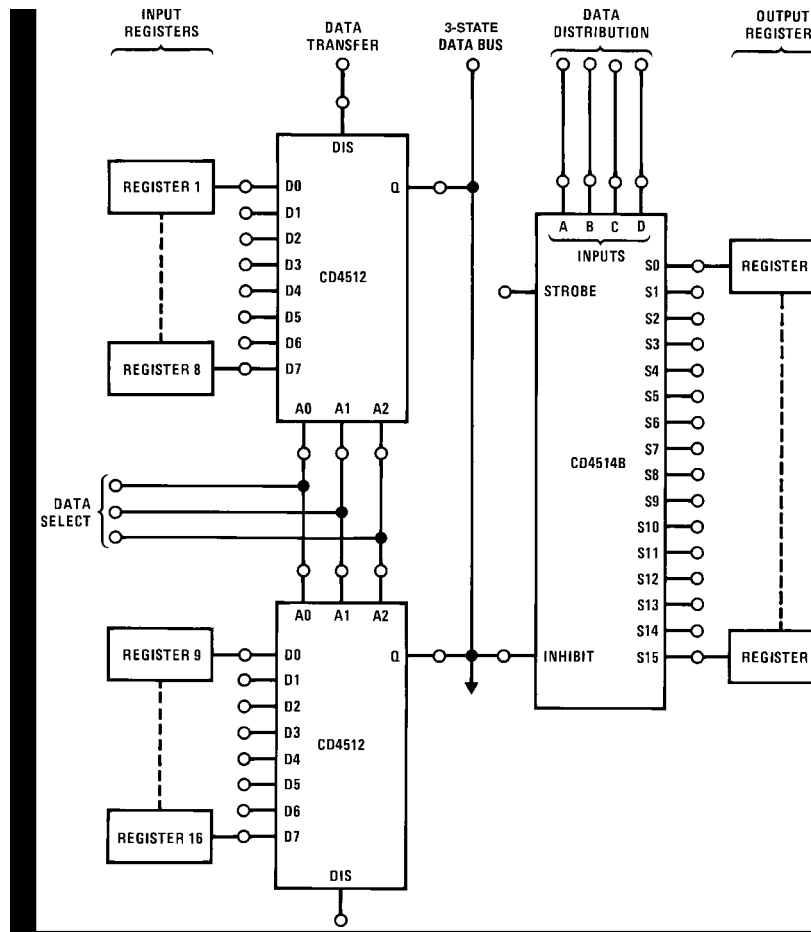 INPUT
REGISTERS
DATA
TRANSFER
3-STATE
DATA BUS
DATA
DISTRIBUTION
OUTPUT
REGISTER
DIS
REGISTER 1
D0
Q
D1
D2
D3
CD4512
D4
D5
D6
REGISTER 8
D7
A0 A1 A2
DATA
SELECT
A0 A1 A2
REGISTER 9
D0
Q
D1
D2
D3
CD4512
D4
D5
D6
REGISTER 16
D7
DIS
A B C D
INPUTS
S0
REGISTER
STROBE
S1
S2
S3
S4
S5
S6
S7
CD4514B
S8
S9
S10
S11
S12
S13
S14
INHIBIT
S15
REGISTER